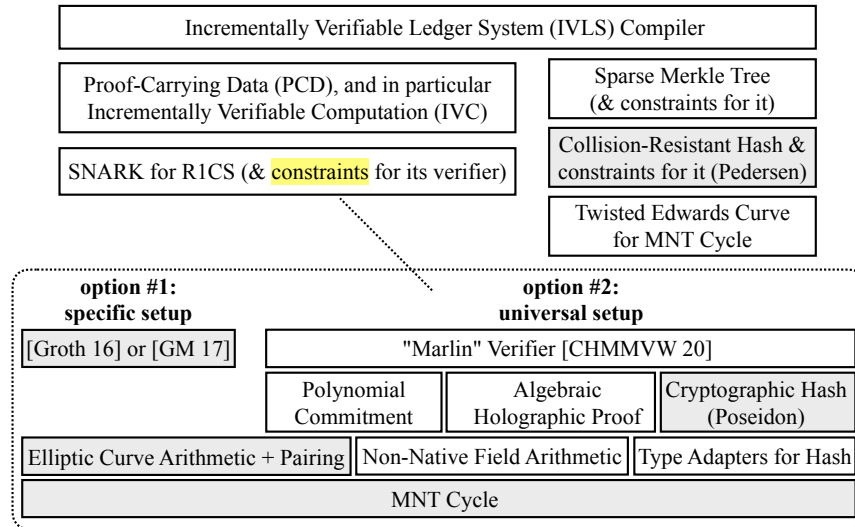 Incrementally Verifiable Ledger System (IVLS) Compiler
Proof-Carrying Data (PCD), and in particular
Incrementally Verifiable Computation (IVC)
Sparse Merkle Tree
(& constraints for it)
SNARK for R1CS (& constraints for its verifier)
Collision-Resistant Hash &
constraints for it (Pedersen)
Twisted Edwards Curve
for MNT Cycle
option #1:
specific setup
option #2:
universal setup
[Groth 16] or [GM 17]
"Marlin" Verifier [CHMMVW 20]
Polynomial
Commitment
Algebraic
Holographic Proof
Cryptographic Hash
(Poseidon)
Elliptic Curve Arithmetic + Pairing
Non-Native Field Arithmetic
Type Adapters for Hash
MNT Cycle